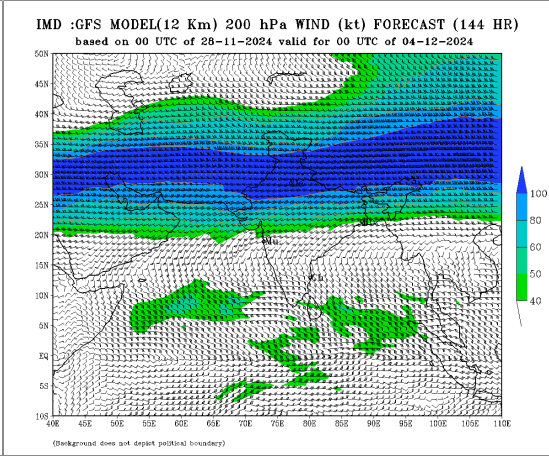 IMD :GFS MODEL(12 Km) 200 hPa WIND (kt) FORECAST (144 HR)
based on 00 UTC of 28-11-2024 valid for 00 UTC of 04-12-2024
50N
45N
40N
35N
30N
25N
20N
15N
10N
5N
EQ
5S
10S
40E 45E 50E 55E 60E 65E 70E 75E 80E 85E 90E 95E 100E 105E 110E
Mu
100
80
60
50
40
(Background does not depict political boundary)